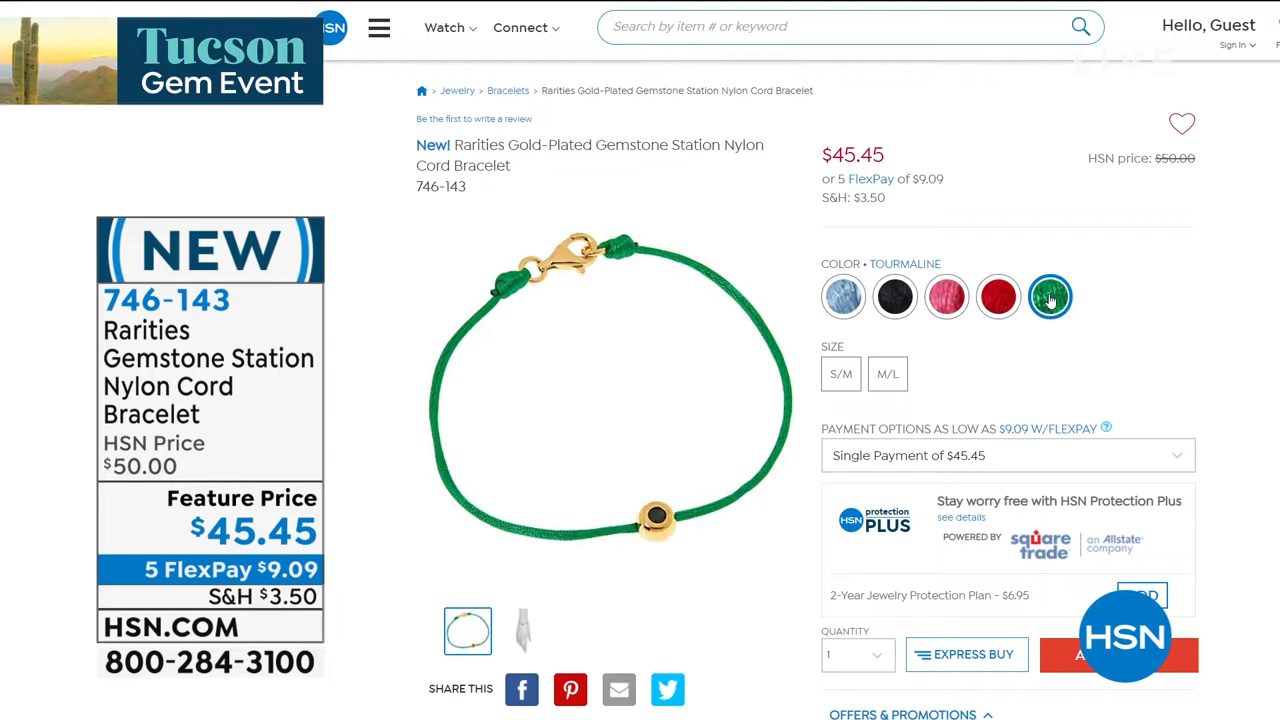 Tucson
Gem Event
Watch
Connect
Search by item # or keyword
Hello, Guest
Sign In
LIVE
Jewelry > Bracelets > Rarities Gold-Plated Gemstone Station Nylon Cord Bracelet
Be the first to write a review
New! Rarities Gold-Plated Gemstone Station Nylon
Cord Bracelet
746-143
$45.45
HSN price: $50.00
or 5 FlexPay of $9.09
S&H: $3.50
COLOR • TOURMALINE
SIZE
S/M
M/L
PAYMENT OPTIONS AS LOW AS $9.09 W/FLEXPAY ?
Single Payment of $45.45
Stay worry free with HSN Protection Plus
see details
HSN protection
PLUS
POWERED BY
square
trade
an Allstate
company
2-Year Jewelry Protection Plan - $6.95
QUANTITY
1
EXPRESS BUY
HSN
OFFERS & PROMOTIONS
SHARE THIS
NEW
746-143
Rarities
Gemstone Station
Nylon Cord
Bracelet
HSN Price
$50.00
Feature Price
$45.45
5 FlexPay $9.09
S&H $3.50
HSN.COM
800-284-3100